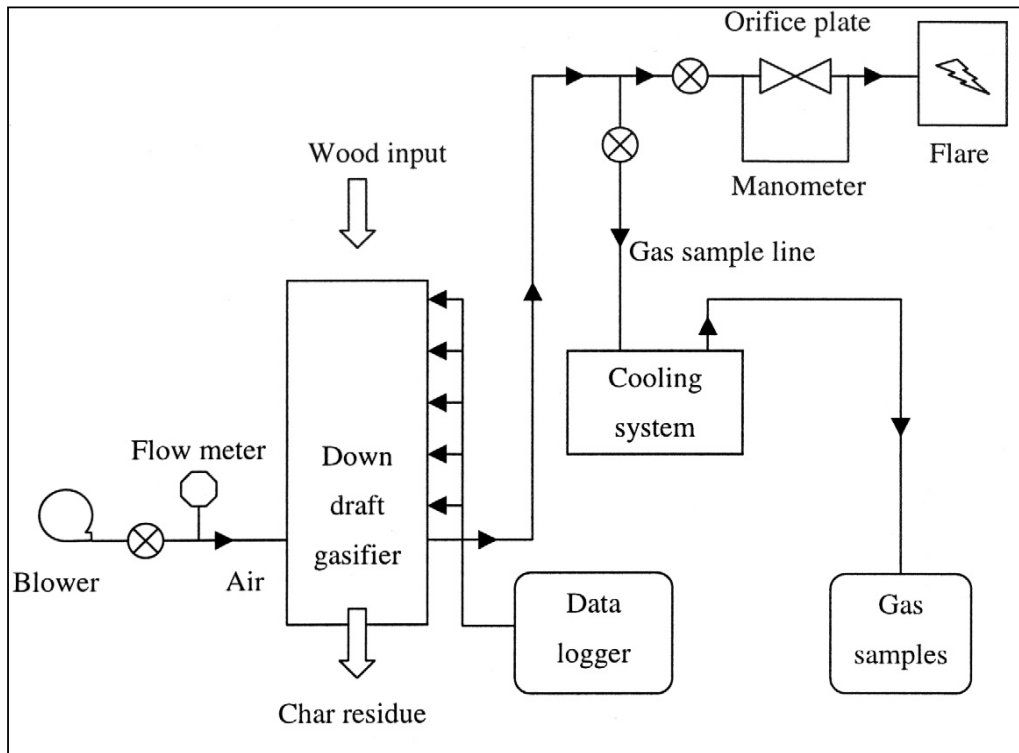 Orifice plate
Wood input
Flare
Manometer
Gas sample line
Cooling
system
Flow meter
Down
draft
gasifier
Blower
Air
Data
logger
Gas
samples
Char residue